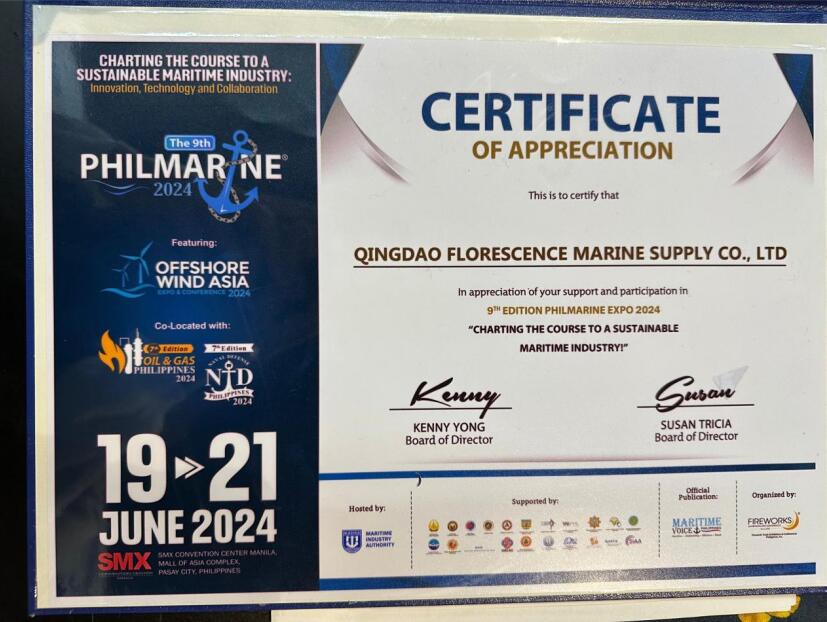 CHARTING THE COURSE TO A
SUSTAINABLE MARITIME INDUSTRY:
Innovation, Technology and Collaboration
The 9th
PHILMARINE®
2024
Featuring:
OFFSHORE
WIND ASIA
EXPO & CONFERENCE 2024
Co-Located with:
7th Edition
OIL & GAS
PHILIPPINES
2024
7th Edition
NAVAL DEFENSE
ND
PHILIPPINES
2024
19 21
JUNE 2024
SMX
SMX CONVENTION CENTER MANILA,
MALL OF ASIA COMPLEX,
PASAY CITY, PHILIPPINES
CERTIFICATE
OF APPRECIATION
This is to certify that
QINGDAO FLORESCENCE MARINE SUPPLY CO., LTD
In appreciation of your support and participation in
9TH EDITION PHILMARINE EXPO 2024
"CHARTING THE COURSE TO A SUSTAINABLE
MARITIME INDUSTRY!"
Kenny
KENNY YONG
Board of Director
Susan
SUSAN TRICIA
Board of Director
Hosted by:
MARITIME
INDUSTRY
AUTHORITY
Supported by:
Official
Publication:
MARITIME
VOICE
Organized by:
FIREWORKS